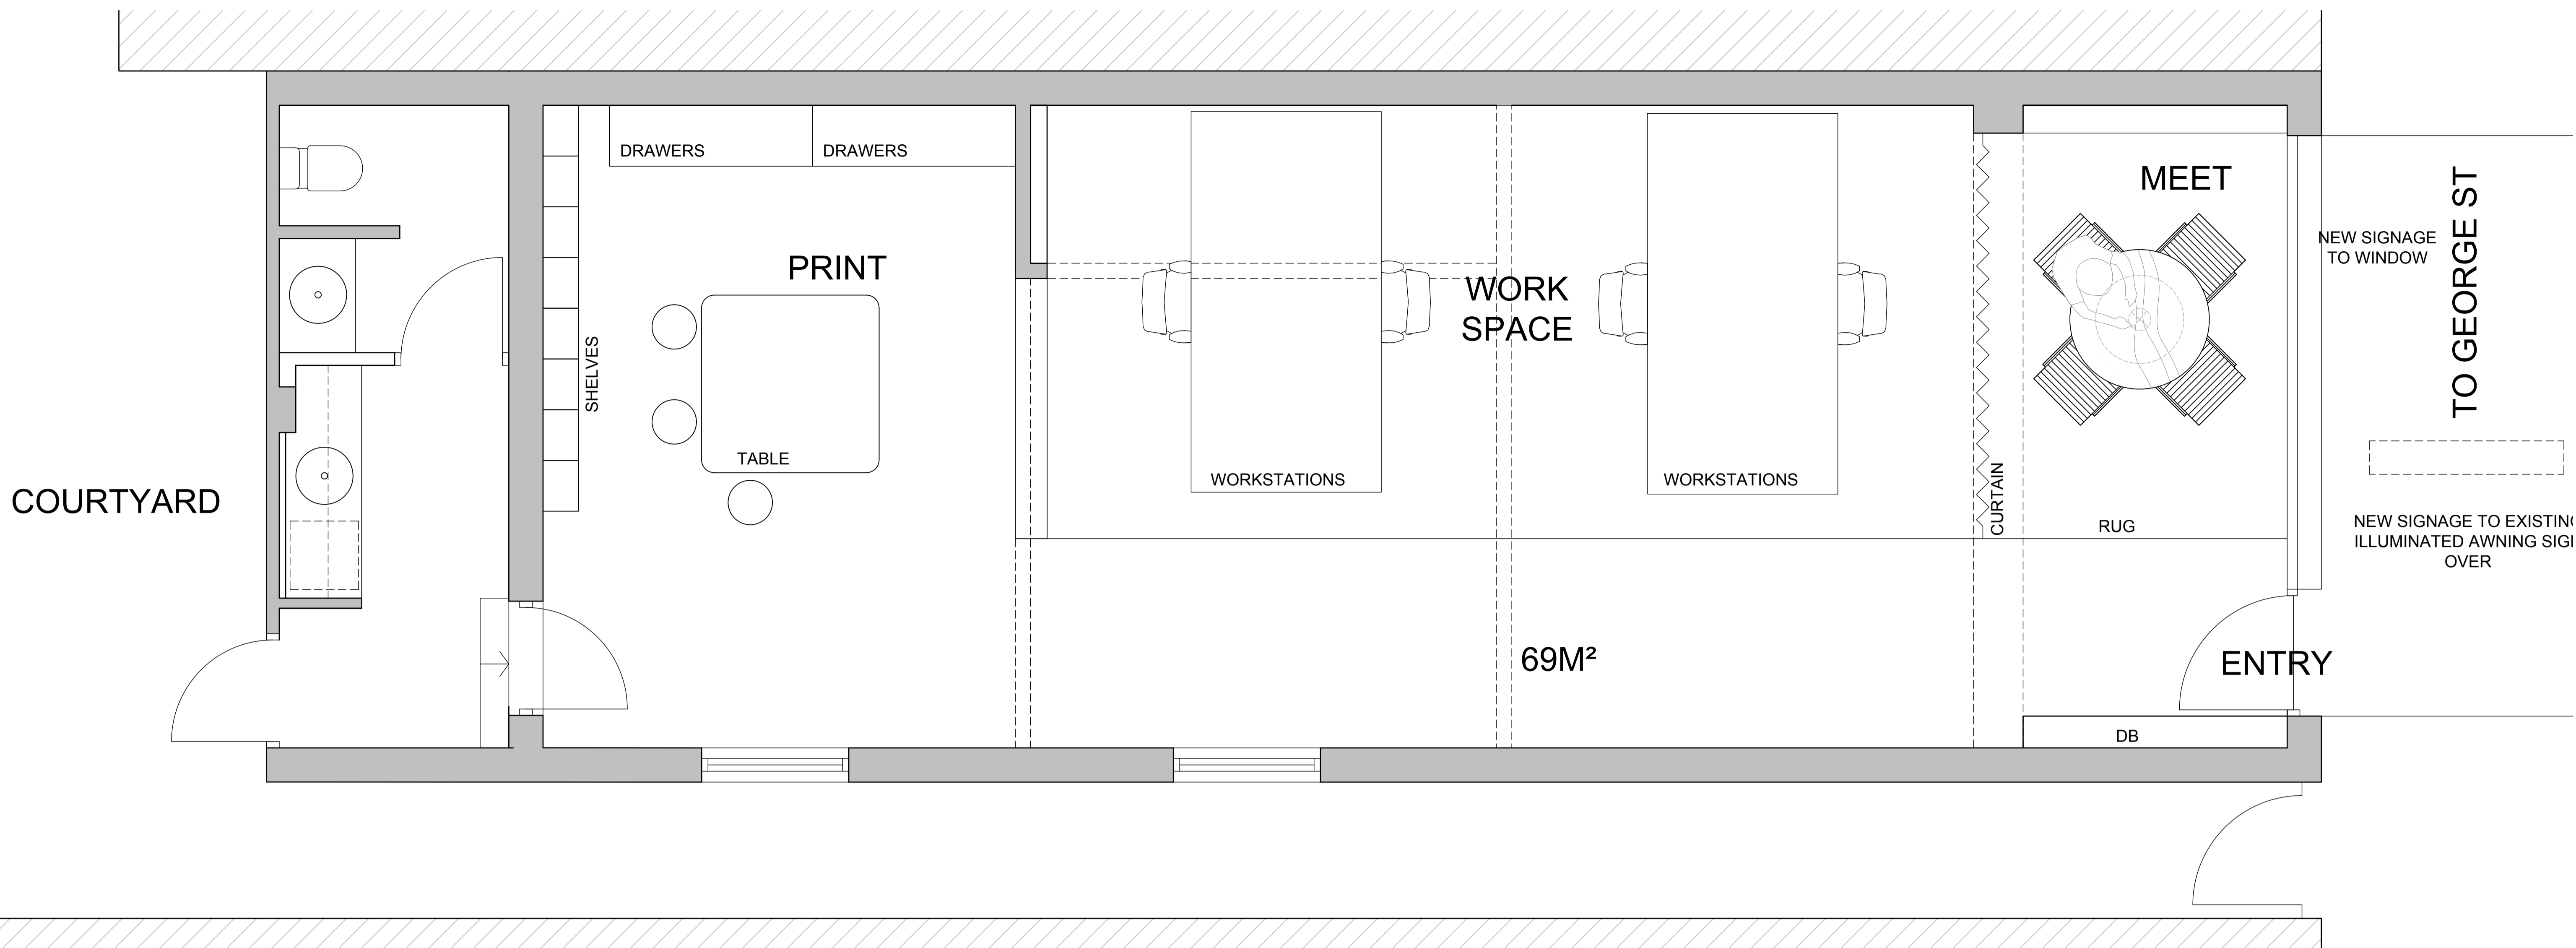 COURTYARD
DRAWERS
DRAWERS
PRINT
SHELVES
TABLE
WORKSTATIONS
WORK
SPACE
WORKSTATIONS
69M²
CURTAIN
MEET
RUG
ENTRY
DB
NEW SIGNAGE
TO WINDOW
TO GEORGE ST
NEW SIGNAGE TO EXISTING
ILLUMINATED AWNING SIG
OVER